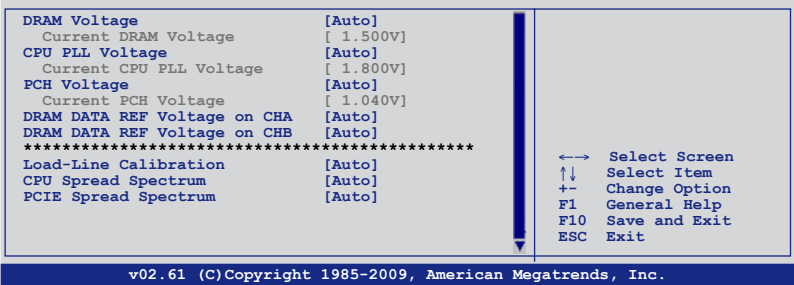 DRAM Voltage [Auto]
Current DRAM Voltage [ 1.500V]
CPU PLL Voltage [Auto]
Current CPU PLL Voltage [ 1.800V]
PCH Voltage [Auto]
Current PCH Voltage [ 1.040V]
DRAM DATA REF Voltage on CHA [Auto]
DRAM DATA REF Voltage on CHB [Auto]
***********************************************
Load-Line Calibration [Auto]
CPU Spread Spectrum [Auto]
PCIE Spread Spectrum [Auto]
←→ Select Screen
↑↓ Select Item
+- Change Option
F1 General Help
F10 Save and Exit
ESC Exit
v02.61 (C)Copyright 1985-2009, American Megatrends, Inc.